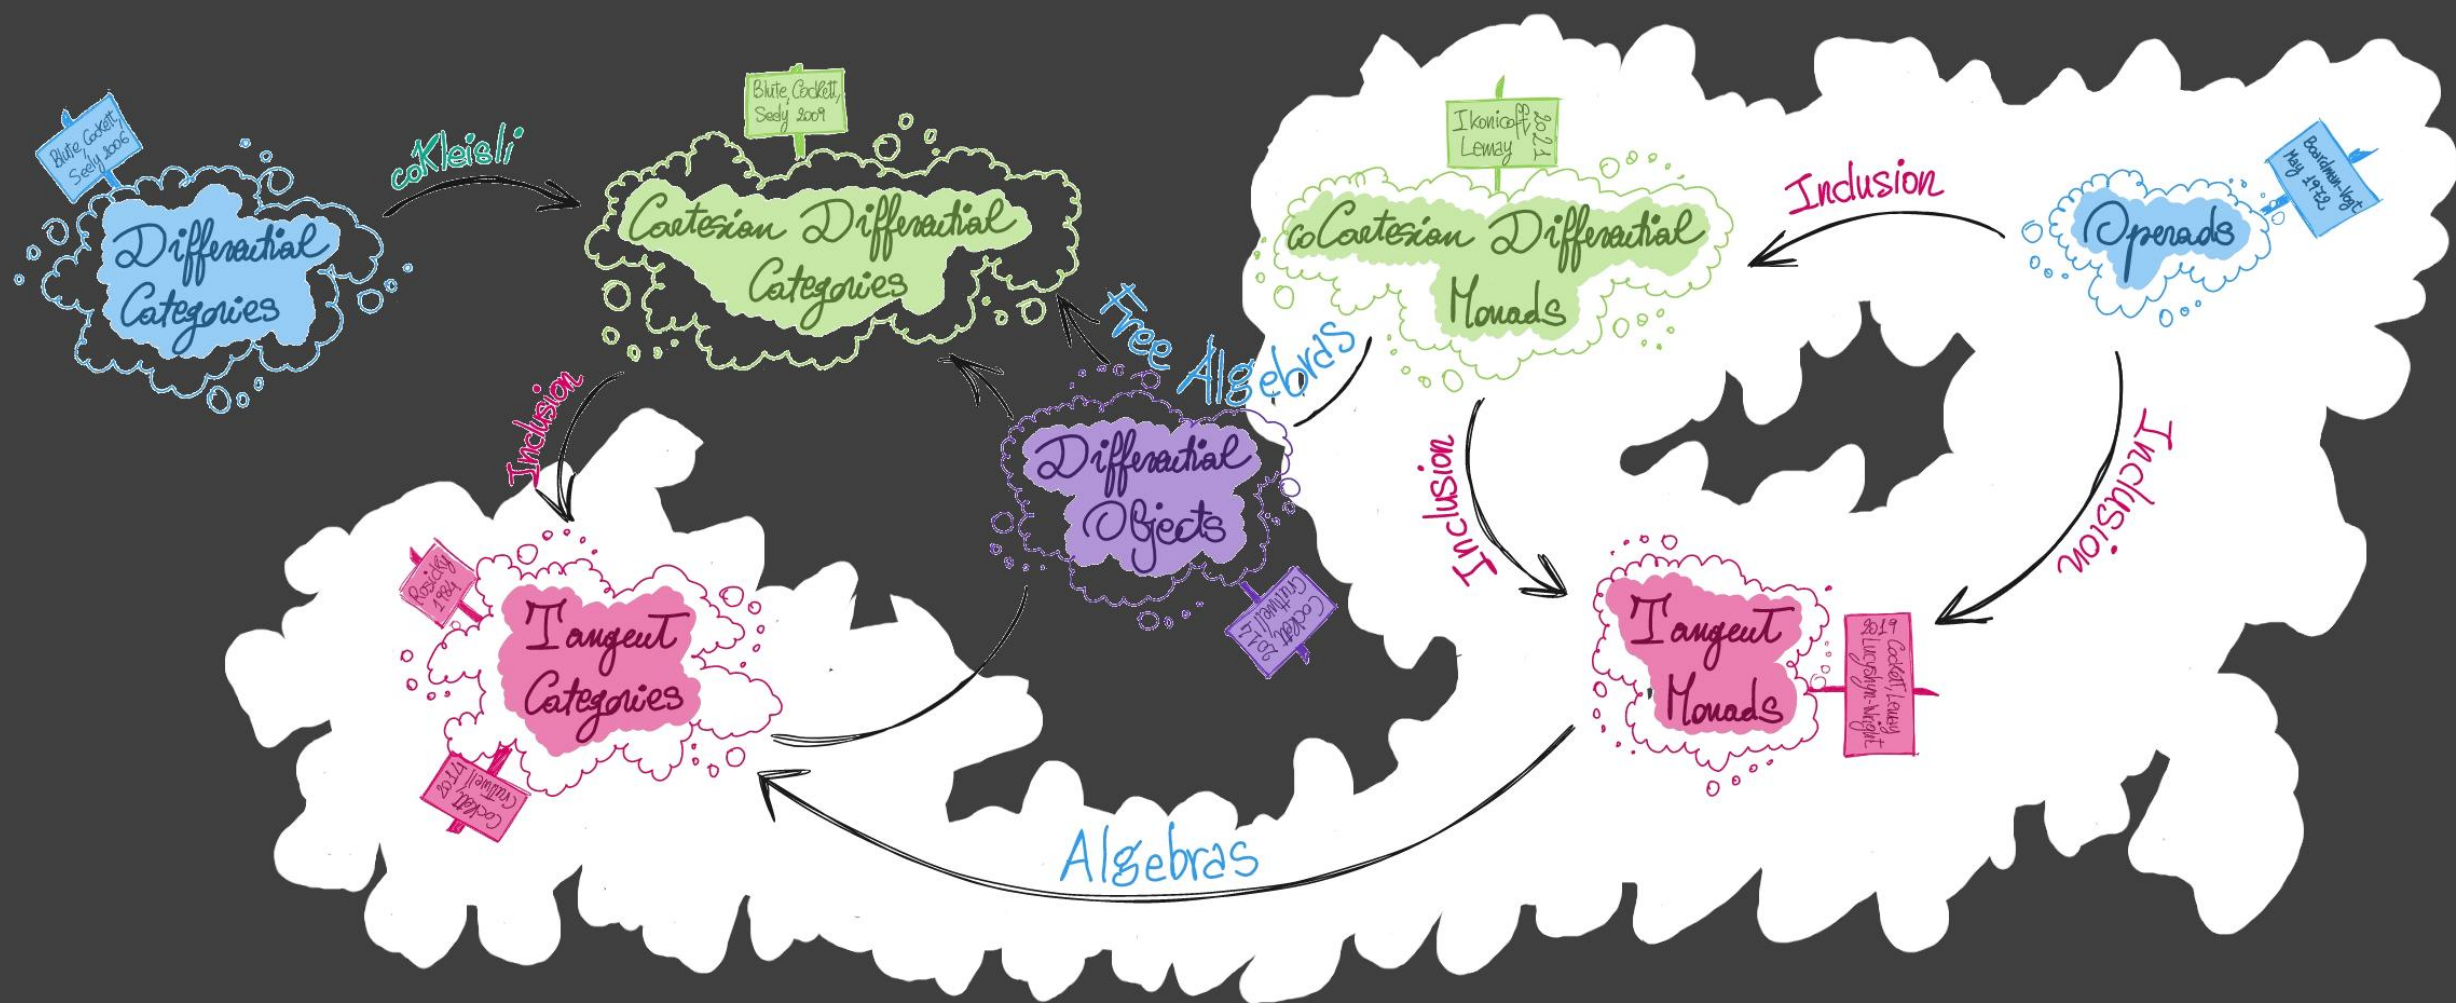 Blute, Cockett,
Seely 2006
Differential
Categories
coKleisli
Blute, Cockett,
Seely 2009
Cartesian Differential
Categories
Inclusion
Free Algebras
Ikonicoff
Lemay
2021
coCartesian Differential
Monads
Inclusion
Operads
Boardman-Vogt
May 1972
Inclusion
Inclusion
Differential
Objects
Cockett,
Cruttwell
Rosický
1984
Tangent
Categories
Cockett,
Cruttwell
Tangent
Monads
2019
Cockett, Lemay
Lucyshyn-Wright
Algebras